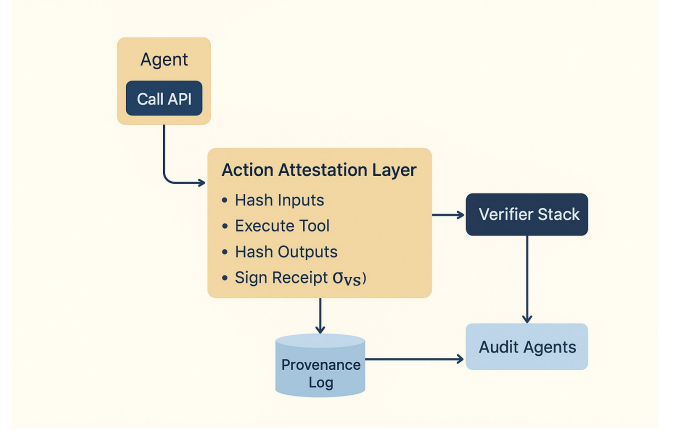 Agent
Call API
Action Attestation Layer
• Hash Inputs
• Execute Tool
• Hash Outputs
• Sign Receipt σvs)
Verifier Stack
Provenance
Log
Audit Agents